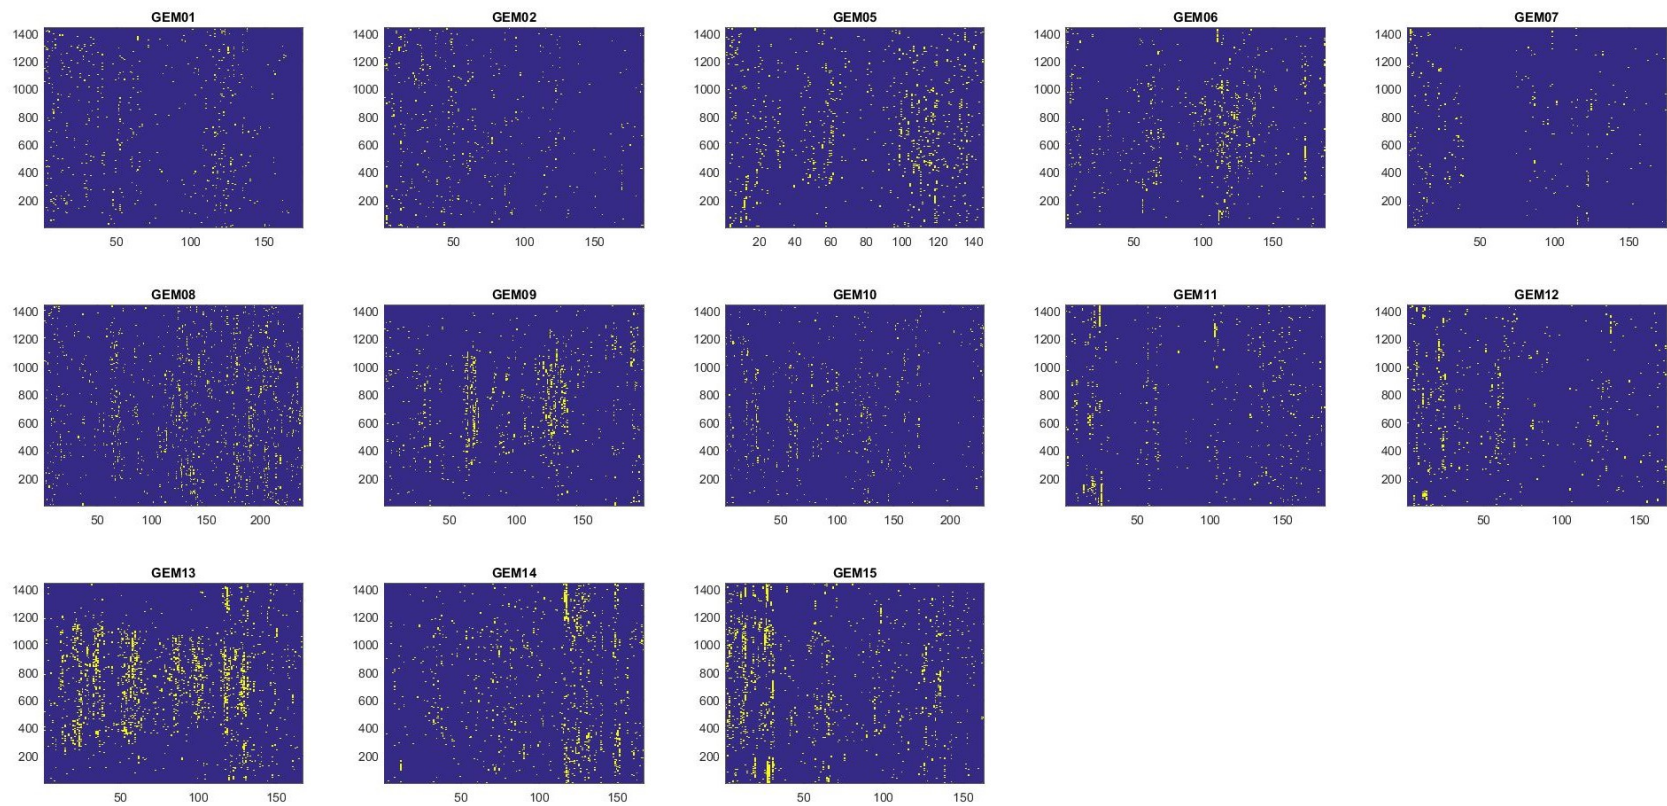 GEM01 GEM02 GEM05 GEM06 GEM07
1400 1400 1400 1400 1400
1200 1200 1200 1200 1200
1000 1000 1000 1000 1000
800 800 800 800 800
600 600 600 600 600
400 400 400 400 400
200 200 200 200 200
50 100 150 50 100 150 20 40 60 80 100 120 140 50 100 150 50 100 150
GEM08 GEM09 GEM10 GEM11 GEM12
1400 1400 1400 1400 1400
1200 1200 1200 1200 1200
1000 1000 1000 1000 1000
800 800 800 800 800
600 600 600 600 600
400 400 400 400 400
200 200 200 200 200
50 100 150 200 50 100 150 50 100 150 200 50 100 150 50 100 150
GEM13 GEM14 GEM15
1400 1400 1400
1200 1200 1200
1000 1000 1000
800 800 800
600 600 600
400 400 400
200 200 200
50 100 150 50 100 150 50 100 150